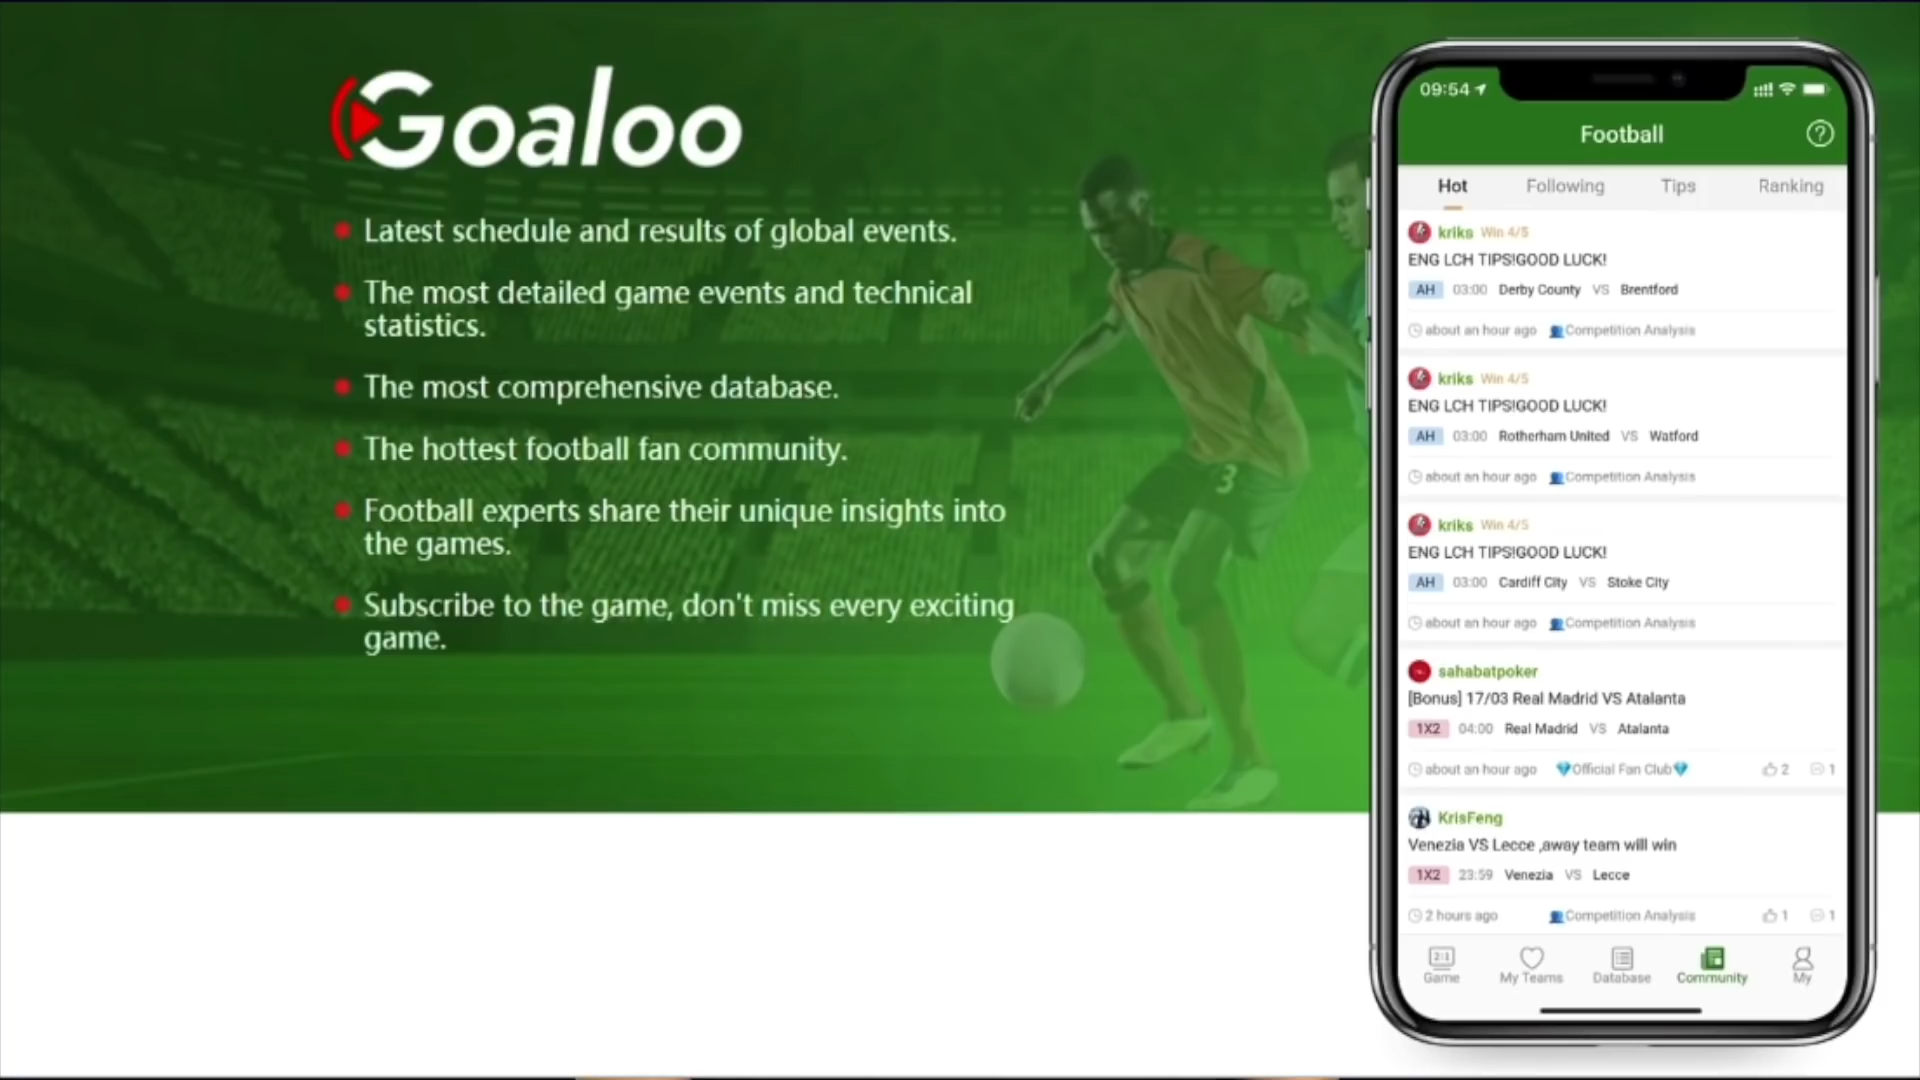 Goaloo
Latest schedule and results of global events.
The most detailed game events and technical
statistics.
The most comprehensive database.
The hottest football fan community.
Football experts share their unique insights into
the games.
Subscribe to the game, don't miss every exciting
game.
3
09:54
Football
?
Hot Following Tips Ranking
kriks Win 4/5
ENG LCH TIPS!GOOD LUCK!
AH 03:00 Derby County VS Brentford
about an hour ago Competition Analysis
kriks Win 4/5
ENG LCH TIPS!GOOD LUCK!
AH 03:00 Rotherham United VS Watford
about an hour ago Competition Analysis
kriks Win 4/5
ENG LCH TIPS!GOOD LUCK!
AH 03:00 Cardiff City VS Stoke City
about an hour ago Competition Analysis
sahabatpoker
[Bonus] 17/03 Real Madrid VS Atalanta
1X2 04:00 Real Madrid VS Atalanta
about an hour ago 💎Official Fan Club💎 2 1
KrisFeng
Venezia VS Lecce ,away team will win
1X2 23:59 Venezia VS Lecce
2 hours ago Competition Analysis 1 1
2:1
Game My Teams Database Community My